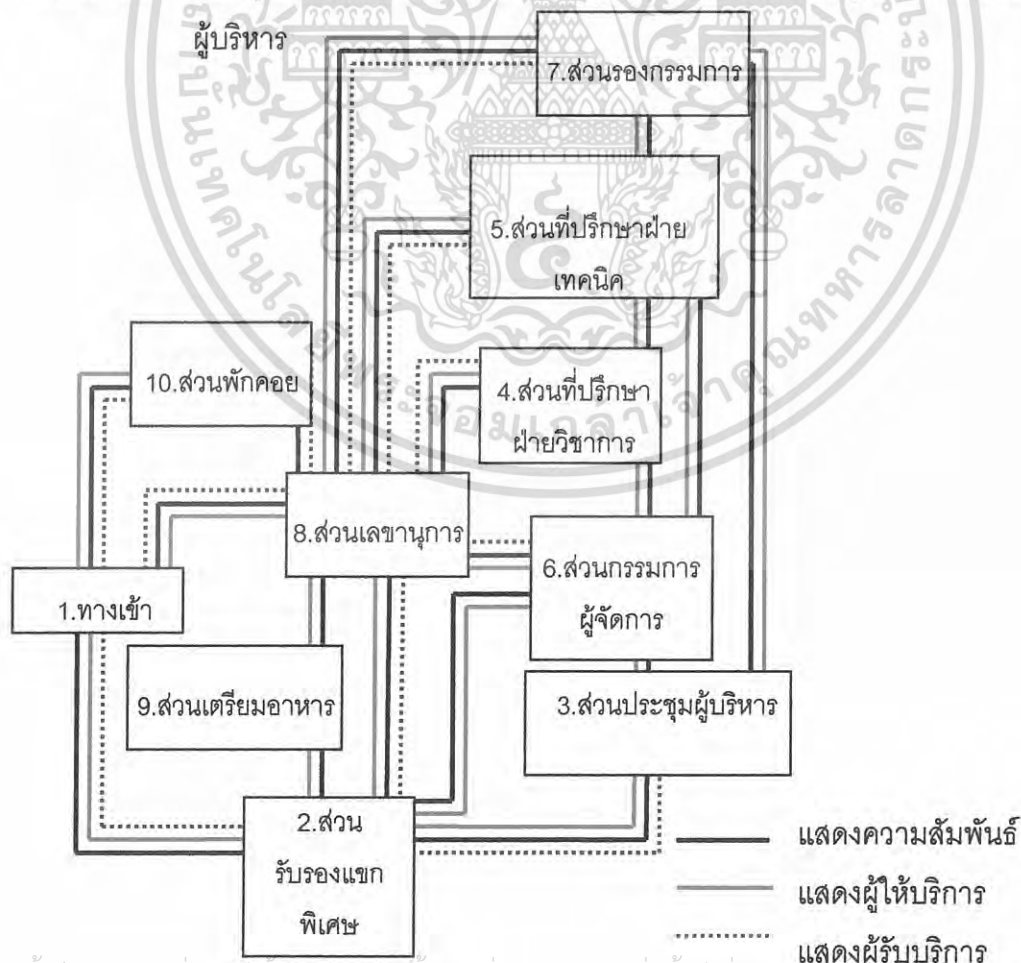 ผู้บริหาร
7.ส่วนรองกรรมการ
5.ส่วนที่ปรึกษาฝ่าย
เทคนิค
10.ส่วนพักคอย
4.ส่วนที่ปรึกษา
ฝ่ายวิชาการ
8.ส่วนเลขานุการ
6.ส่วนกรรมการ
ผู้จัดการ
1.ทางเข้า
9.ส่วนเตรียมอาหาร
3.ส่วนประชุมผู้บริหาร
2.ส่วน
รับรองแขก
พิเศษ
แสดงความสัมพันธ์
แสดงผู้ให้บริการ
แสดงผู้รับบริการ